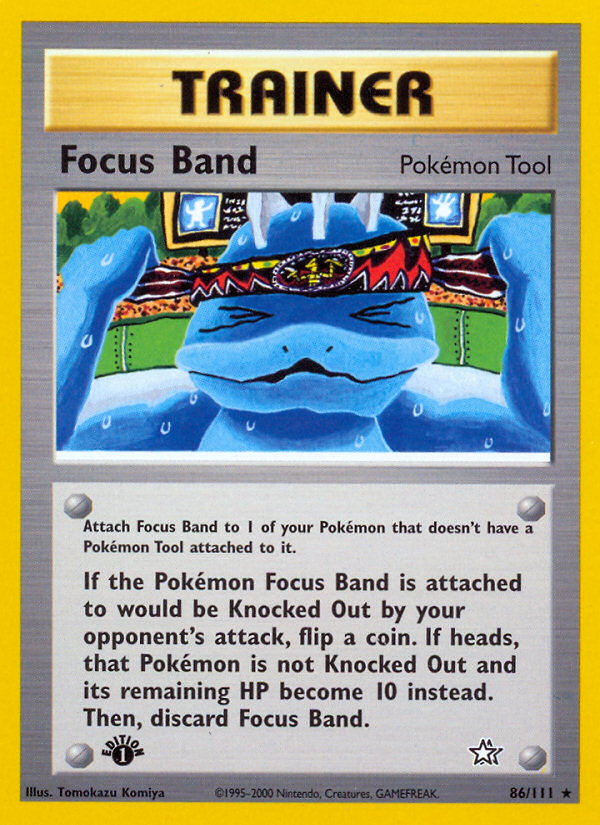 TRAINER
Focus Band
Pokémon Tool
Attach Focus Band to 1 of your Pokémon that doesn't have a
Pokémon Tool attached to it.
If the Pokémon Focus Band is attached
to would be Knocked Out by your
opponent's attack, flip a coin. If heads,
that Pokémon is not Knocked Out and
its remaining HP become 10 instead.
Then, discard Focus Band.
EDITION
1
Illus. Tomokazu Komiya
©1995-2000 Nintendo, Creatures, GAMEFREAK.
86/111 ★